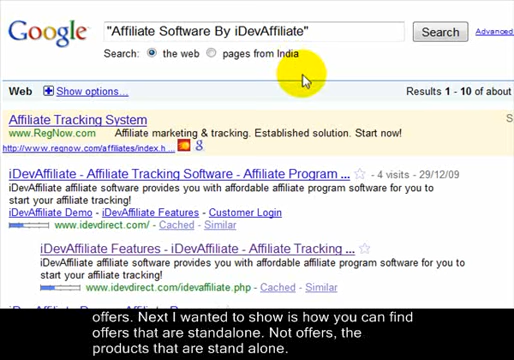 Google "Affiliate Software By iDevAffiliate" Search Advanced
Search: the web pages from India
Web Show options... Results 1 - 10 of about
Affiliate Tracking System S
www.RegNow.com Affiliate marketing & tracking. Established solution. Start now!
http://www.regnow.com/affiliates/index.h ...
iDevAffiliate - Affiliate Tracking Software - Affiliate Program ... - 4 visits - 29/12/09
iDevAffiliate affiliate software provides you with affordable affiliate program software for you to
start your affiliate tracking!
iDevAffiliate Demo - iDevAffiliate Features - Customer Login
www.idevdirect.com/ - Cached - Similar
iDevAffiliate Features - iDevAffiliate - Affiliate Tracking ...
iDevAffiliate affiliate software provides you with affordable affiliate program software for you to
start your affiliate tracking!
www.idevdirect.com/idevaffiliate.php - Cached - Similar
offers. Next I wanted to show is how you can find
offers that are standalone. Not offers, the
products that are stand alone.